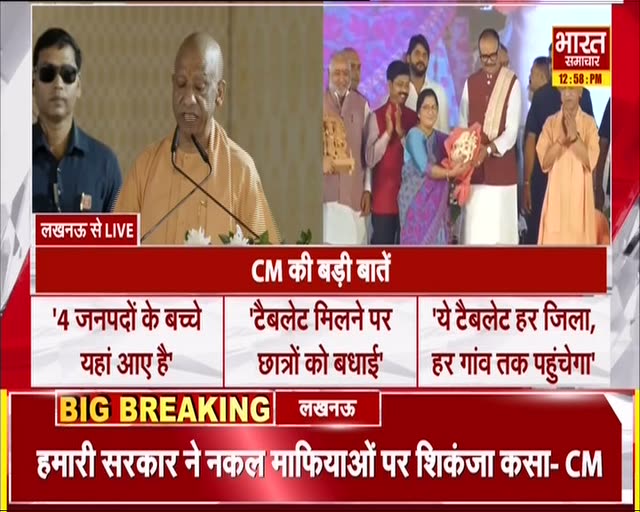 भारत
समाचार
12:58 PM
लखनऊ से LIVE
CM की बड़ी बातें
'4 जनपदों के बच्चे
यहां आए है'
'टैबलेट मिलने पर
छात्रों को बधाई'
'ये टैबलेट हर जिला,
हर गांव तक पहुंचेगा'
BIG BREAKING
लखनऊ
हमारी सरकार ने नकल माफियाओं पर शिकंजा कसा- CM